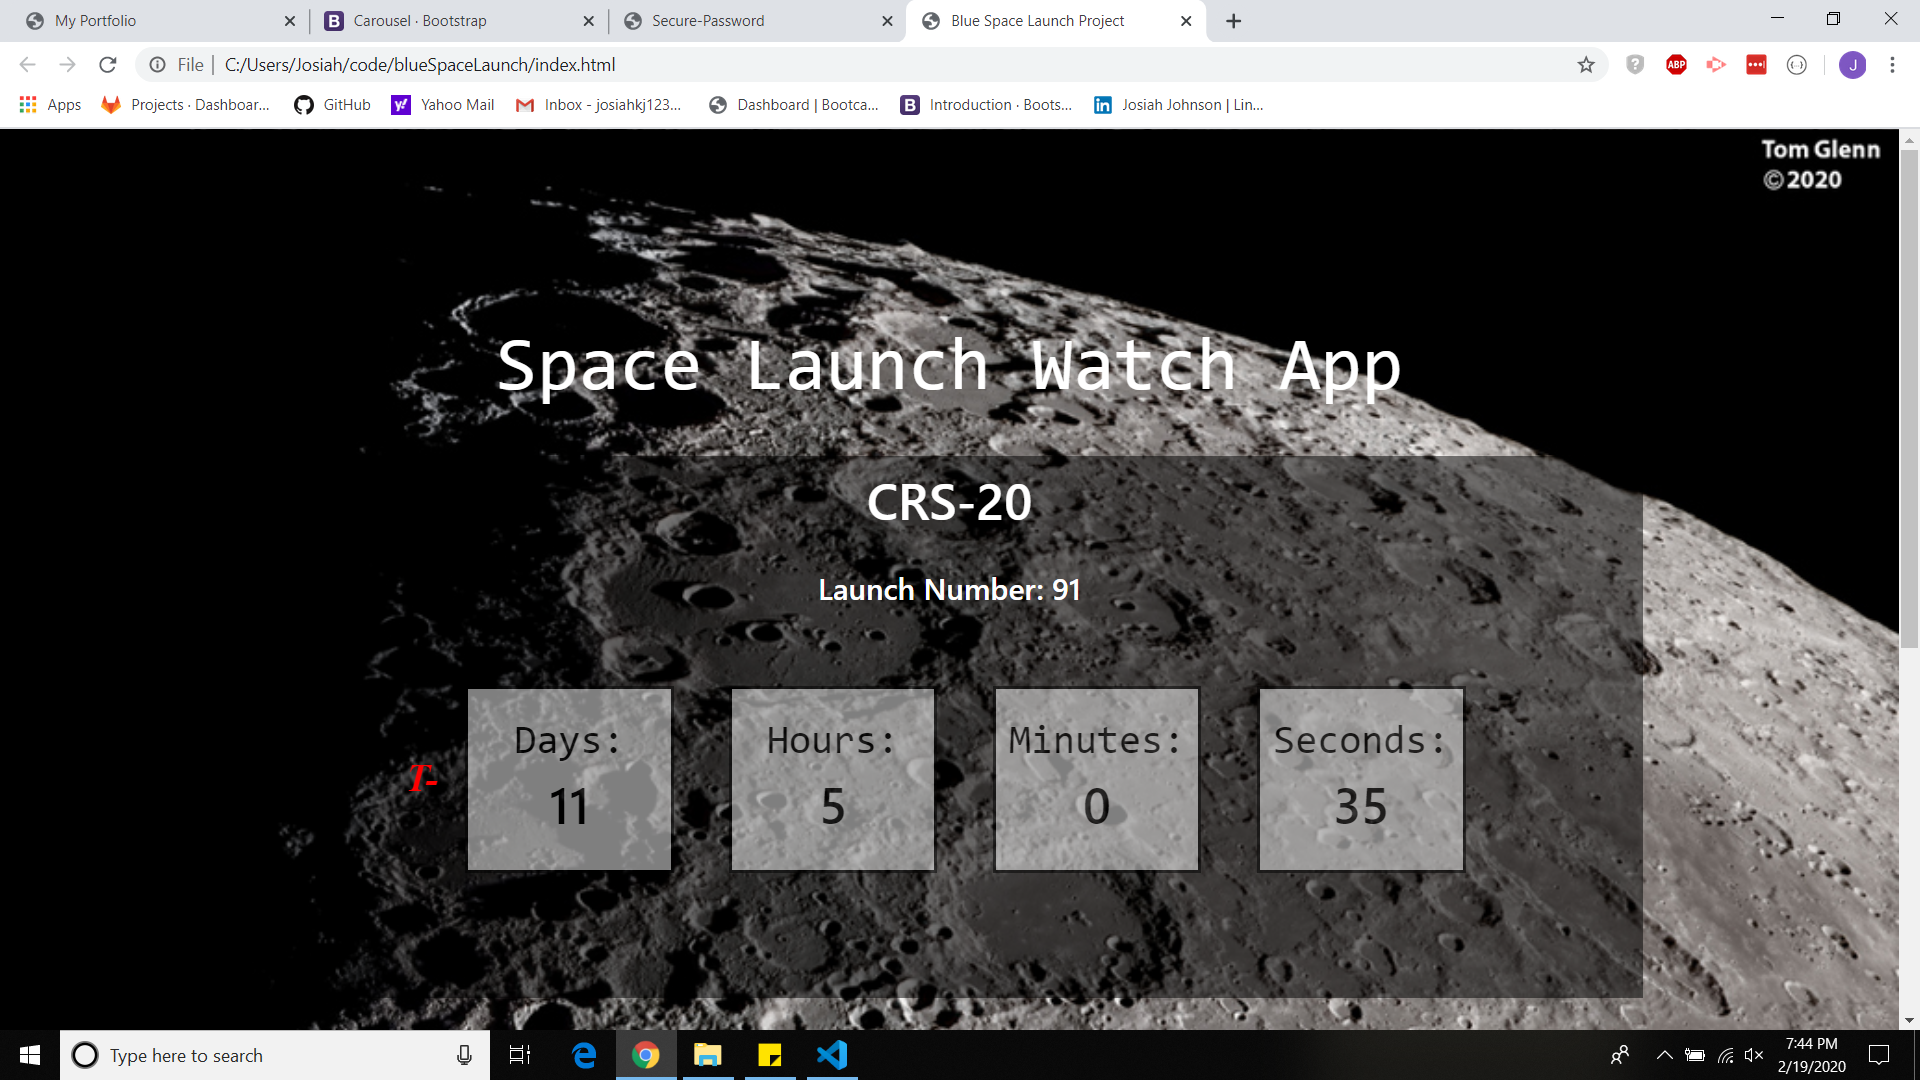 My Portfolio
Carousel · Bootstrap
Secure-Password
Blue Space Launch Project
File
C:/Users/Josiah/code/blueSpaceLaunch/index.html
ABP
J
Apps
Projects · Dashboar...
GitHub
Yahoo Mail
Inbox - josiahkj123...
Dashboard | Bootca...
Introduction · Boots...
Josiah Johnson | Lin...
Tom Glenn
©2020
Space Launch Watch App
CRS-20
Launch Number: 91
T-
Days:
11
Hours:
5
Minutes:
0
Seconds:
35
Type here to search
7:44 PM
2/19/2020